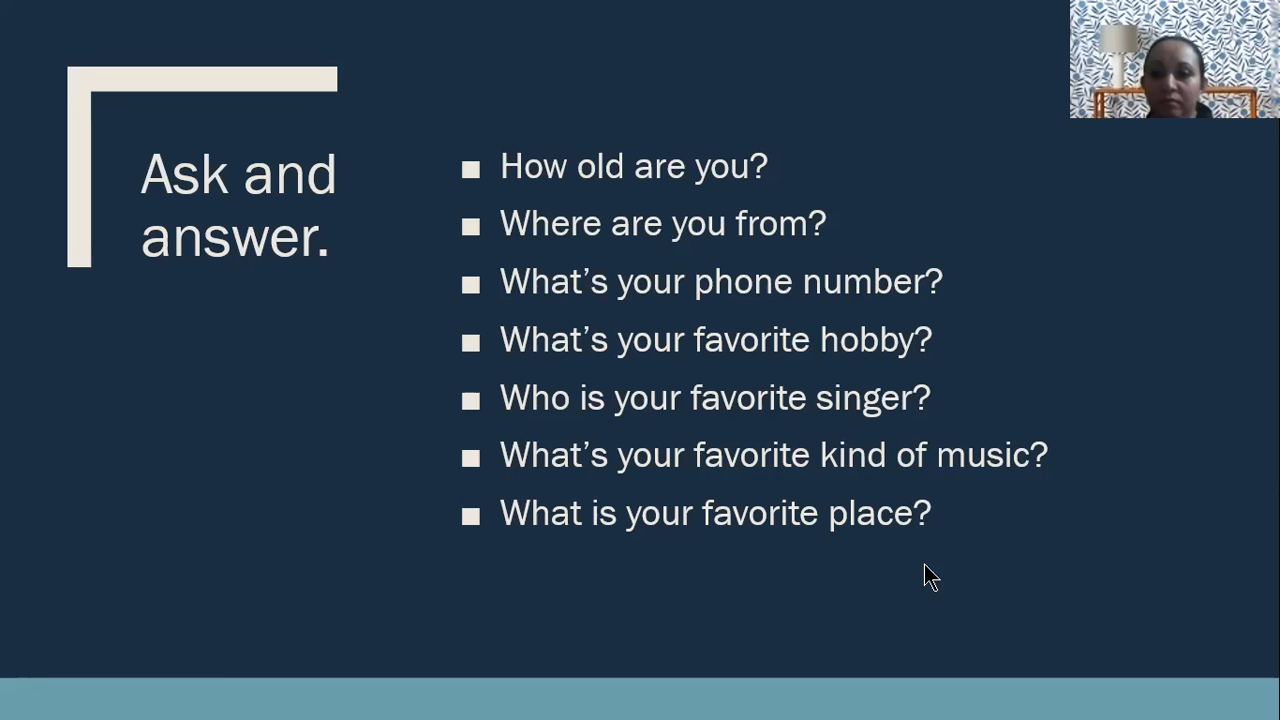 Ask and
answer.
■ How old are you?
■ Where are you from?
■ What’s your phone number?
■ What’s your favorite hobby?
■ Who is your favorite singer?
■ What’s your favorite kind of music?
■ What is your favorite place?